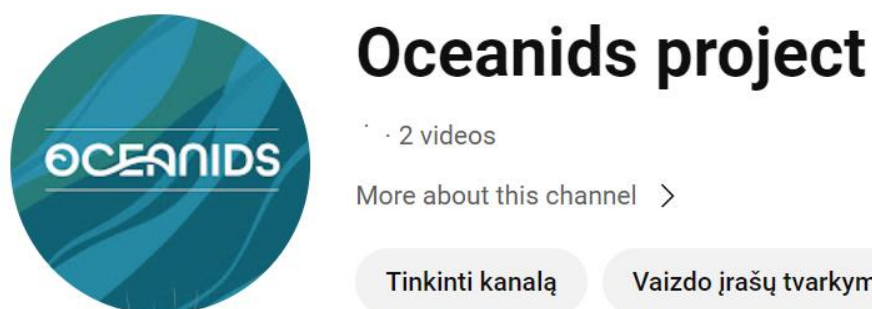 OCEANIDS
Oceanids project
· 2 videos
More about this channel
Tinkinti kanalą
Vaizdo įrašų tvarkym